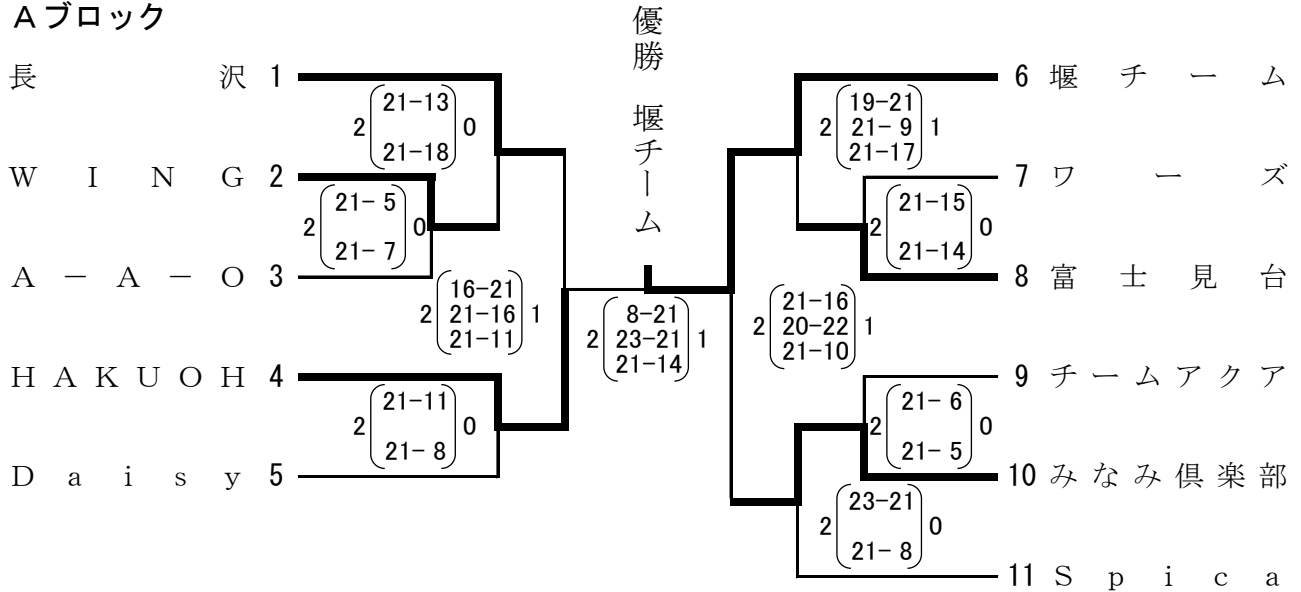 Aブロック
優勝 堰チーム
長沢 1
2 21-13 0
21-18
WING 2
2 21- 5 0
21- 7
A－A－O 3
16-21
2 21-16 1
21-11
HAKUOH 4
2 21-11 0
21- 8
Daisy 5
8-21
2 23-21 1
21-14
6 堰チーム
19-21
2 21- 9 1
21-17
7 ワーズ
2 21-15 0
21-14
8 富士見台
21-16
2 20-22 1
21-10
9 チームアクア
2 21- 6 0
21- 5
10 みなみ倶楽部
2 23-21 0
21- 8
11 Spica